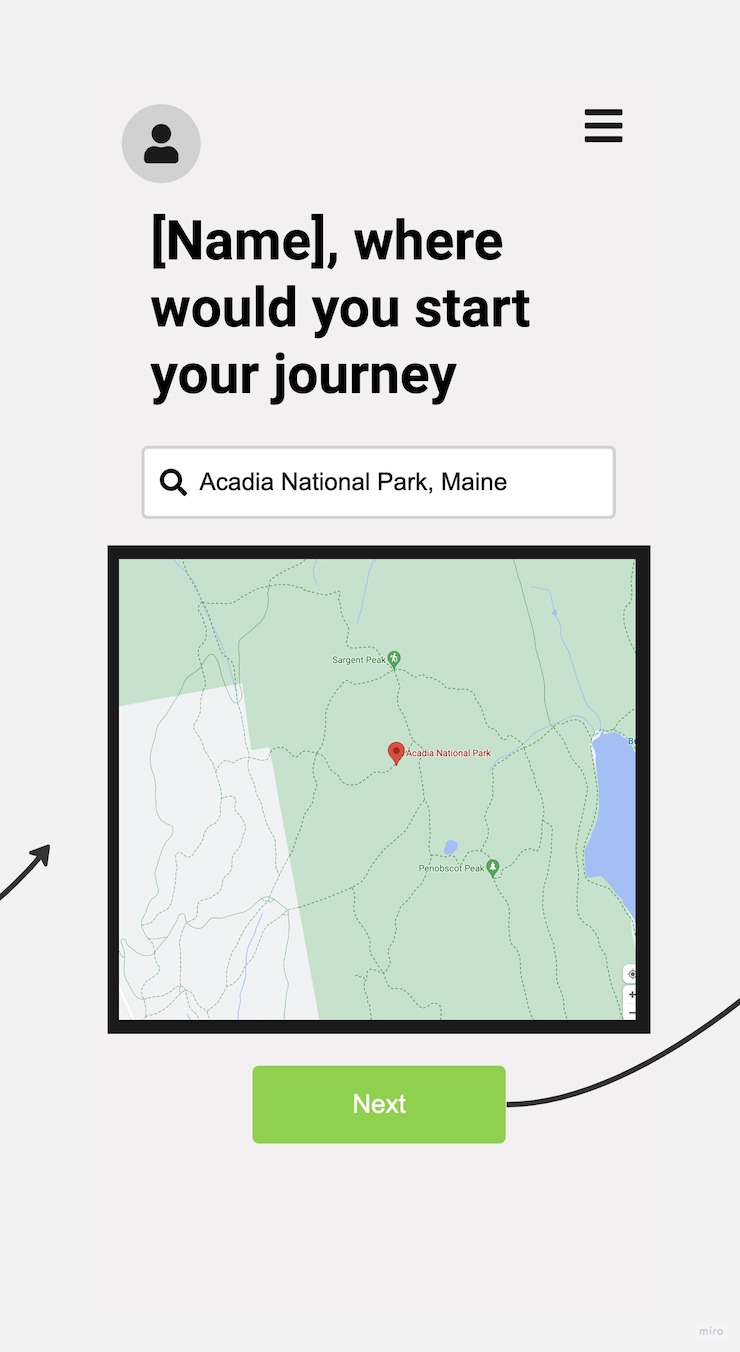 [Name], where
would you start
your journey
Acadia National Park, Maine
Sargent Peak
Acadia National Park
Penobscot Peak
Next
miro